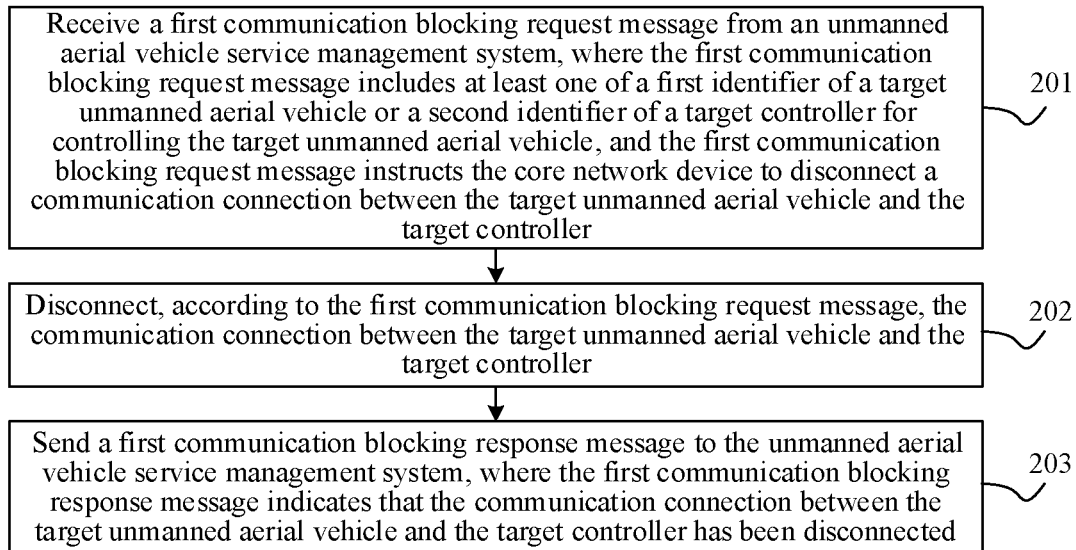 Receive a first communication blocking request message from an unmanned
aerial vehicle service management system, where the first communication
blocking request message includes at least one of a first identifier of a target
unmanned aerial vehicle or a second identifier of a target controller for
controlling the target unmanned aerial vehicle, and the first communication
blocking request message instructs the core network device to disconnect a
communication connection between the target unmanned aerial vehicle and the
target controller
201
Disconnect, according to the first communication blocking request message, the
communication connection between the target unmanned aerial vehicle and the
target controller
202
Send a first communication blocking response message to the unmanned aerial
vehicle service management system, where the first communication blocking
response message indicates that the communication connection between the
target unmanned aerial vehicle and the target controller has been disconnected
203